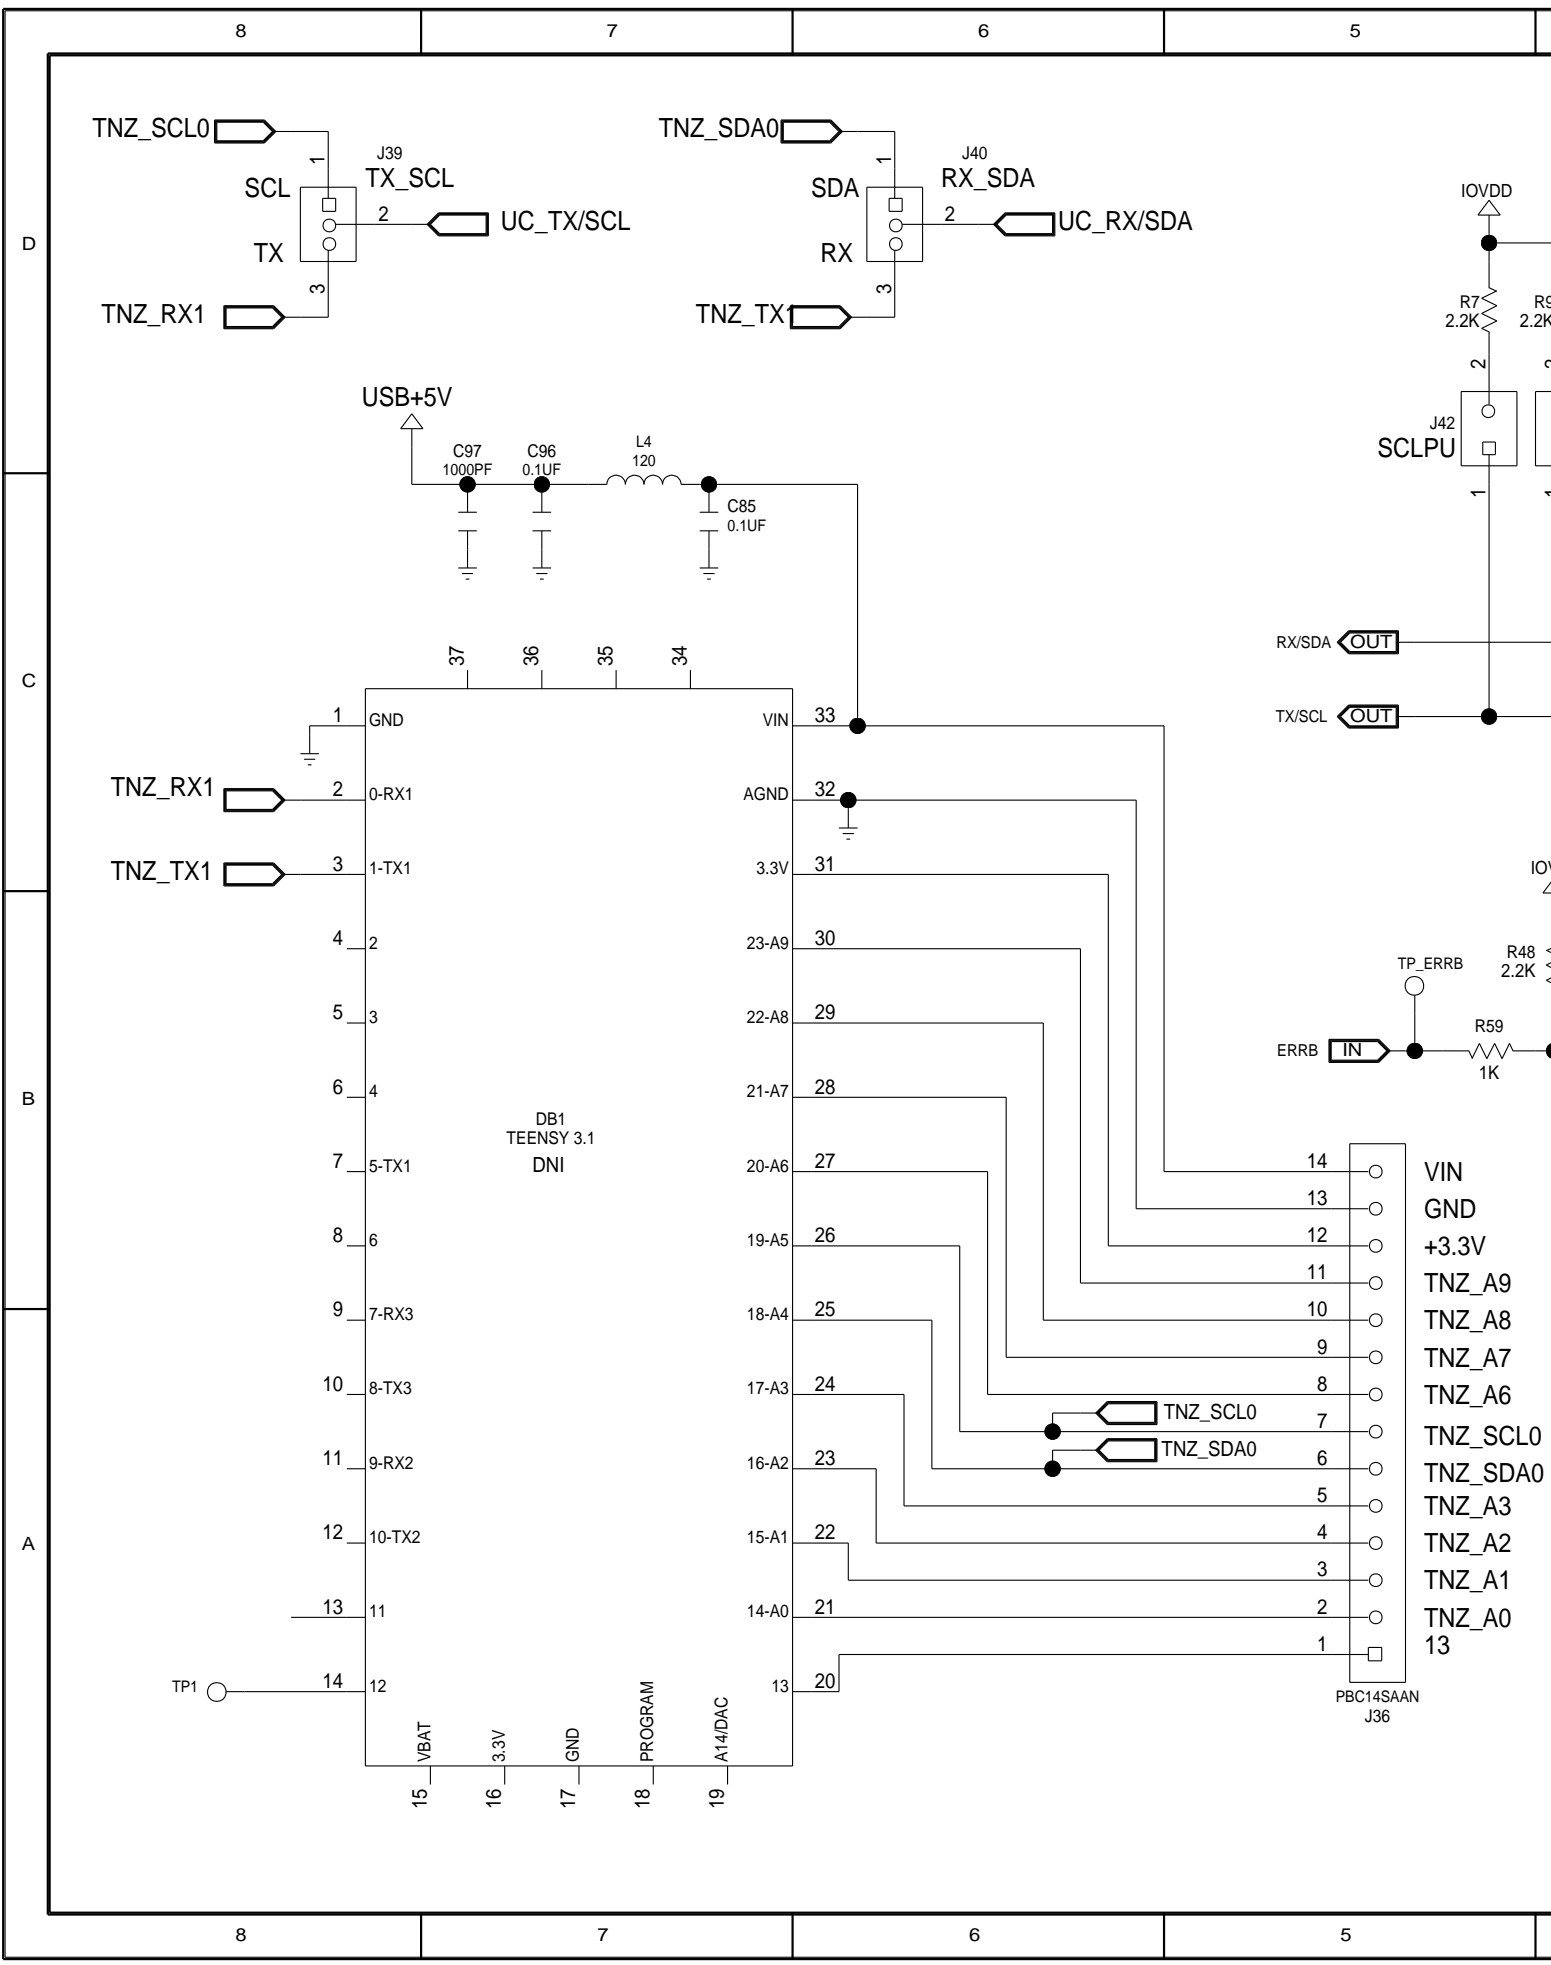 8 7 6 5
TNZ_SCL0
1
J39
TX_SCL
SCL
2
UC_TX/SCL
TX
3
TNZ_RX1
TNZ_SDA0
1
J40
RX_SDA
SDA
2
UC_RX/SDA
RX
3
TNZ_TX1
IOVDD
D
R7
2.2K
R9
2.2K
2
2
J42
SCLPU
1
1
USB+5V
C97
1000PF
C96
0.1UF
L4
120
C85
0.1UF
RX/SDA OUT
TX/SCL OUT
C
37 36 35 34
1 GND
VIN 33
TNZ_RX1
2 0-RX1
AGND 32
TNZ_TX1
3 1-TX1
3.3V 31
4 2
23-A9 30
5 3
22-A8 29
6 4
21-A7 28
DB1
TEENSY 3.1
DNI
7 5-TX1
20-A6 27
8 6
19-A5 26
9 7-RX3
18-A4 25
10 8-TX3
17-A3 24
11 9-RX2
16-A2 23
12 10-TX2
15-A1 22
13 11
14-A0 21
TP1
14 12
13 20
VBAT 3.3V GND PROGRAM A14/DAC
15 16 17 18 19
TP_ERRB
R48
2.2K
ERRB IN
R59
1K
B
14 VIN
13 GND
12 +3.3V
11 TNZ_A9
10 TNZ_A8
9 TNZ_A7
8 TNZ_A6
TNZ_SCL0
7 TNZ_SCL0
TNZ_SDA0
6 TNZ_SDA0
5 TNZ_A3
4 TNZ_A2
3 TNZ_A1
2 TNZ_A0
1 13
PBC14SAAN
J36
A
8 7 6 5